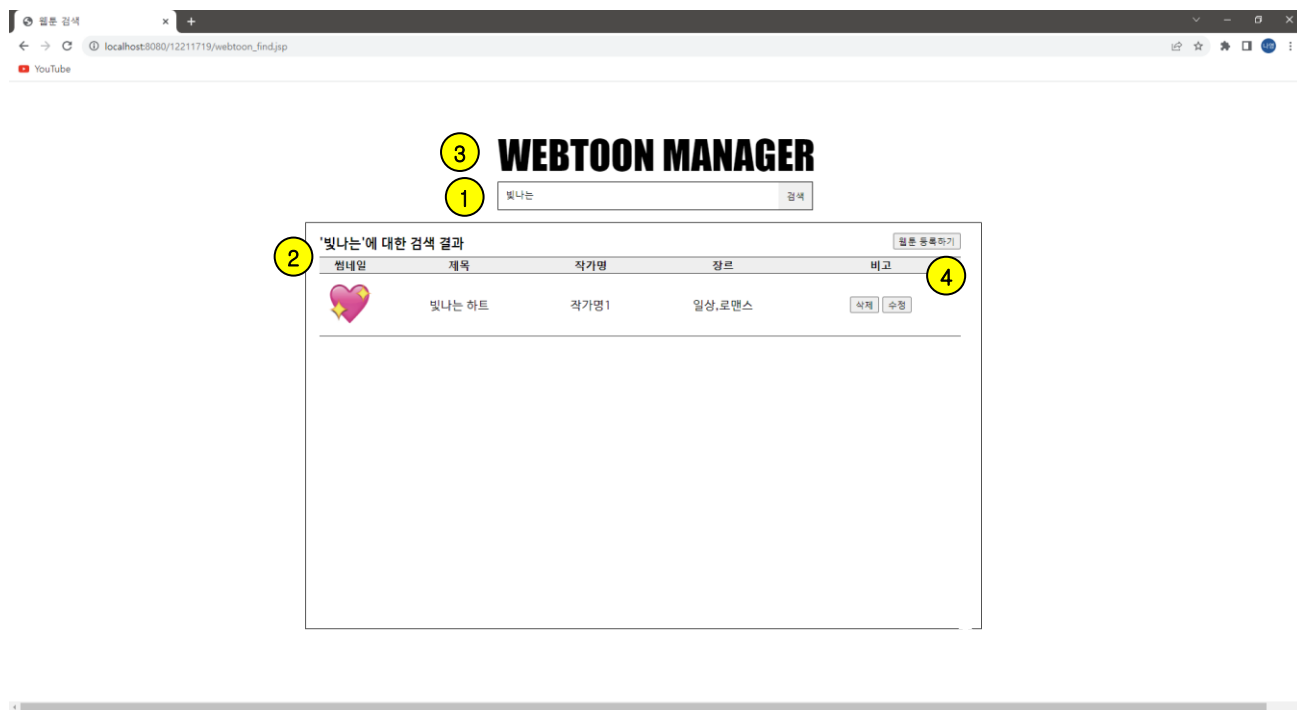 웹툰 검색
localhost:8080/12211719/webtoon_find.jsp
나영
YouTube
3
WEBTOON MANAGER
1
빛나는 검색
'빛나는'에 대한 검색 결과 웹툰 등록하기
2
썸네일 제목 작가명 장르 비고
4
빛나는 하트 작가명1 일상,로맨스 삭제 수정